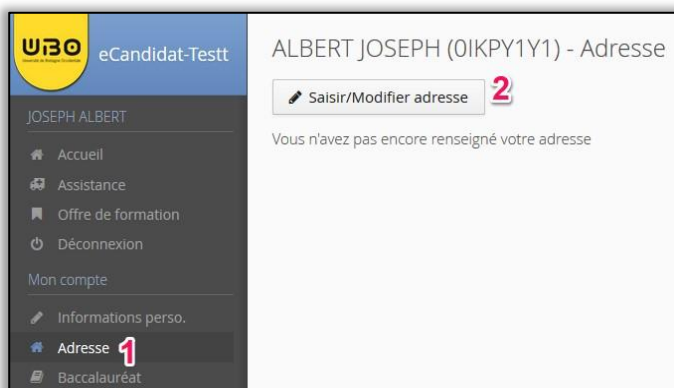 UBO
eCandidat-Testt
JOSEPH ALBERT
Accueil
Assistance
Offre de formation
Déconnexion
Mon compte
Informations perso.
Adresse 1
Baccalauréat
ALBERT JOSEPH (0IKPY1Y1) - Adresse
Saisir/Modifier adresse 2
Vous n'avez pas encore renseigné votre adresse